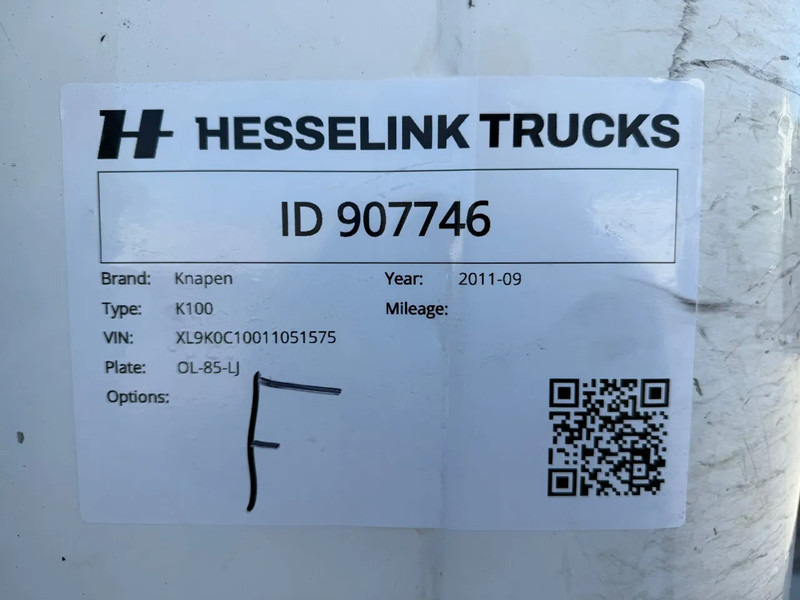 H HESSELINK TRUCKS
ID 907746
Brand: Knapen Year: 2011-09
Type: K100 Mileage:
VIN: XL9K0C10011051575
Plate: OL-85-LJ
Options:
F